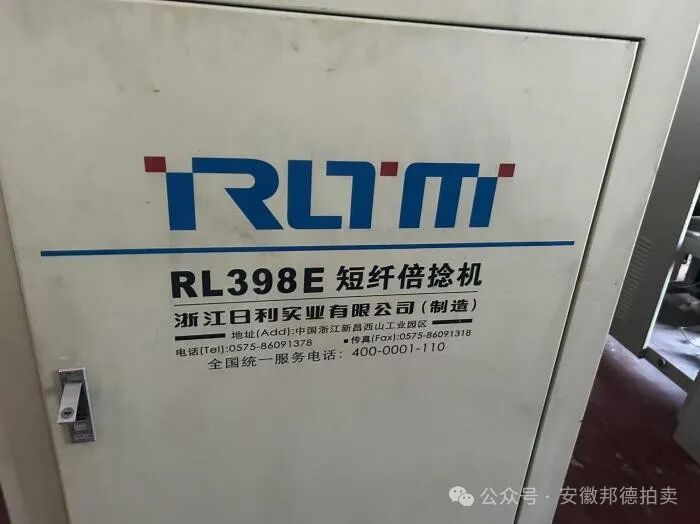 RLTM
RL398E 短纤倍捻机
浙江日利实业有限公司(制造)
地址(Add):中国浙江新昌西山工业园区
电话(Tel):0575-86091378 ▪传真(Fax):0575-86091318
全国统一服务电话：400-0001-110
公众号·安徽邦德拍卖